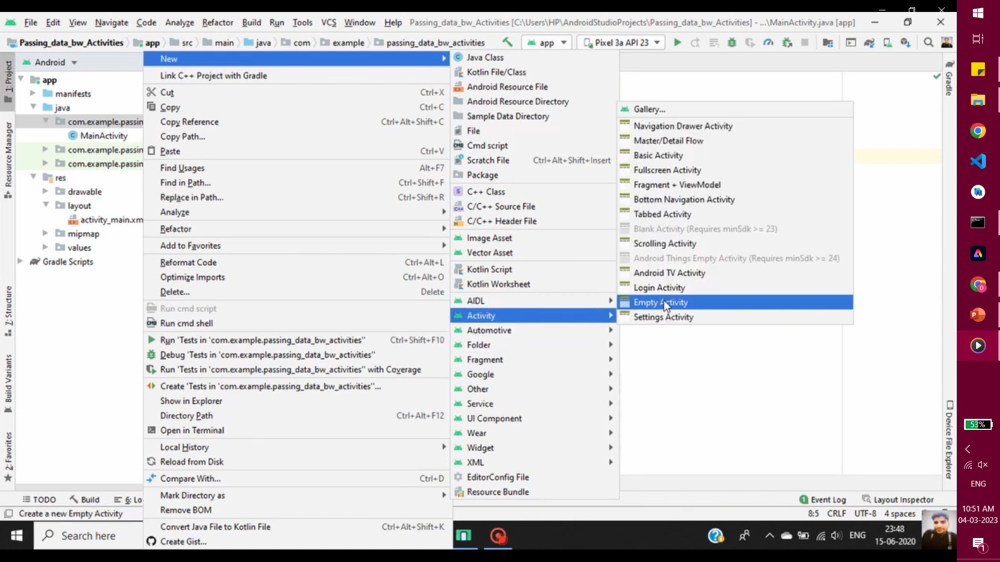 File Edit View Navigate Code Analyze Refactor Build Run Tools VCS Window Help Passing_data_bw_Activities [C:\Users\HP\AndroidStudioProjects\Passing_data_bw_Activities] - ...\MainActivity.java [app]
Passing_data_bw_Activities app src main java com example passing_data_bw_activities app Pixel 3a API 23
1: Project
Resource Manager
7: Structure
Build Variants
2: Favorites
Android
app
manifests
java
com.example.passin
MainActivity
com.example.passin
com.example.passin
res
drawable
layout
activity_main.xm
mipmap
values
Gradle Scripts
New
Link C++ Project with Gradle
Cut Ctrl+X
Copy Ctrl+C
Copy Reference Ctrl+Alt+Shift+C
Copy Path...
Paste Ctrl+V
Find Usages Alt+F7
Find in Path... Ctrl+Shift+F
Replace in Path... Ctrl+Shift+R
Analyze
Refactor
Add to Favorites
Reformat Code Ctrl+Alt+L
Optimize Imports Ctrl+Alt+O
Delete... Delete
Run cmd script
CMD Run cmd shell
Run 'Tests in 'com.example.passing_data_bw_activities'' Ctrl+Shift+F10
Debug 'Tests in 'com.example.passing_data_bw_activities''
Run 'Tests in 'com.example.passing_data_bw_activities'' with Coverage
Create 'Tests in 'com.example.passing_data_bw_activities''...
Show in Explorer
Directory Path Ctrl+Alt+F12
Open in Terminal
Local History
Reload from Disk
Compare With... Ctrl+D
Mark Directory as
Remove BOM
Convert Java File to Kotlin File Ctrl+Alt+Shift+K
Create Gist...
Java Class
Kotlin File/Class
Android Resource File
Android Resource Directory
Sample Data Directory
File
CMD Cmd script
Scratch File Ctrl+Alt+Shift+Insert
Package
S C++ Class
C++ C/C++ Source File
H C/C++ Header File
Image Asset
Vector Asset
Kotlin Script
Kotlin Worksheet
AIDL
Activity
Automotive
Folder
Fragment
Google
Other
Service
UI Component
Wear
Widget
XML
EditorConfig File
Resource Bundle
Gallery...
Navigation Drawer Activity
Master/Detail Flow
Basic Activity
Fullscreen Activity
Fragment + ViewModel
Bottom Navigation Activity
Tabbed Activity
Blank Activity (Requires minSdk >= 23)
Scrolling Activity
Android Things Empty Activity (Requires minSdk >= 24)
Android TV Activity
Login Activity
Empty Activity
Settings Activity
Gradle
Device File Explorer
TODO Build 6: Lo
1 Event Log Layout Inspector
Create a new Empty Activity
8:5 CRLF UTF-8 4 spaces
Search here
ENG
23:48
15-06-2020
D
P
53%
ENG
10:51 AM
04-03-2023
1